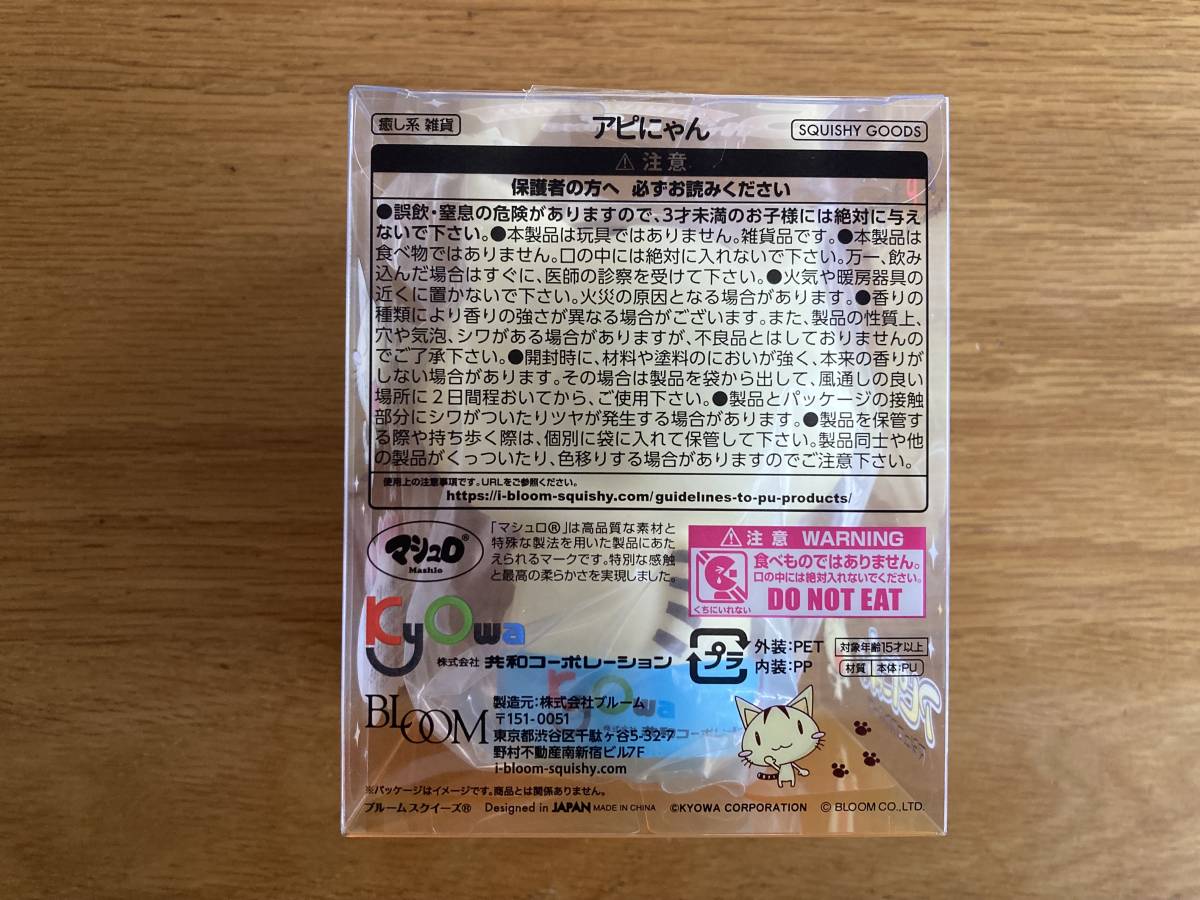 癒し系 雑貨
アピにゃん
SQUISHY GOODS
⚠ 注意
保護者の方へ 必ずお読みください
●誤飲・窒息の危険がありますので、3才未満のお子様には絶対に与え
ないで下さい。●本製品は玩具ではありません。雑貨品です。●本製品は
食べ物ではありません。口の中には絶対に入れないで下さい。万一、飲み
込んだ場合はすぐに、医師の診察を受けて下さい。●火気や暖房器具の
近くに置かないで下さい。火災の原因となる場合があります。●香りの
種類により香りの強さが異なる場合がございます。また、製品の性質上、
穴や気泡、シワがある場合がありますが、不良品とはしておりませんの
でご了承下さい。●開封時に、材料や塗料のにおいが強く、本来の香りが
しない場合があります。その場合は製品を袋から出して、風通しの良い
場所に2日間程おいてから、ご使用下さい。●製品とパッケージの接触
部分にシワがついたりツヤが発生する場合があります。●製品を保管す
る際や持ち歩く際は、個別に袋に入れて保管して下さい。製品同士や他
の製品がくっついたり、色移りする場合がありますのでご注意下さい。
使用上の注意事項です。URLをご参照ください。
https://i-bloom-squishy.com/guidelines-to-pu-products/
マシュロ®
Mashlo
「マシュロ®」は高品質な素材と
特殊な製法を用いた製品にあた
えられるマークです。特別な感触
と最高の柔らかさを実現しました。
⚠ 注意 WARNING
食べものではありません。
口の中には絶対入れないでください。
くちにいれない
DO NOT EAT
KyOwa
株式会社 共和コーポレーション
プラ
外装:PET
内装:PP
対象年齢15才以上
材質 本体:PU
BLOOM
製造元:株式会社ブルーム
〒151-0051
東京都渋谷区千駄ヶ谷5-32-7
野村不動産南新宿ビル7F
i-bloom-squishy.com
KyOwa
株式会社 共和コーポ
※パッケージはイメージです。商品とは関係ありません。
ブルームスクイーズ® Designed in JAPAN MADE IN CHINA ©KYOWA CORPORATION © BLOOM CO.,LTD.